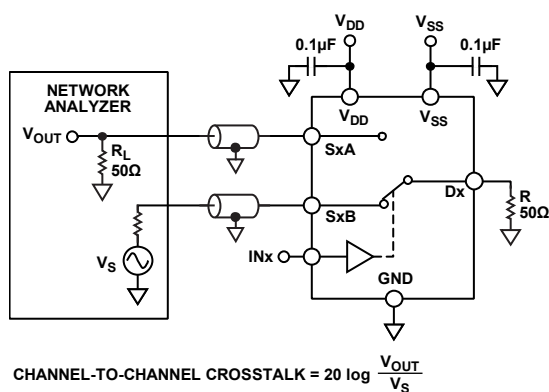 V_DD
V_SS
0.1µF
0.1µF
NETWORK
ANALYZER
V_OUT
R_L
50Ω
V_S
V_DD
V_SS
SxA
SxB
Dx
R
50Ω
INx
GND
CHANNEL-TO-CHANNEL CROSSTALK = 20 log V_OUT / V_S